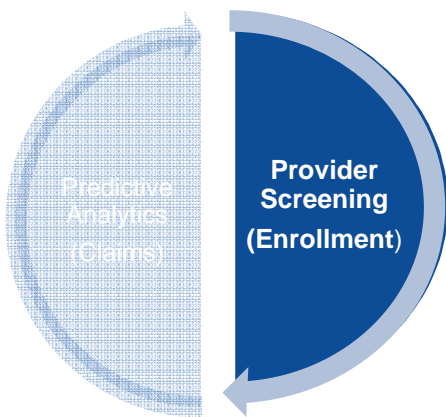 Predictive
Analytics
(Claims)
Provider
Screening
(Enrollment)